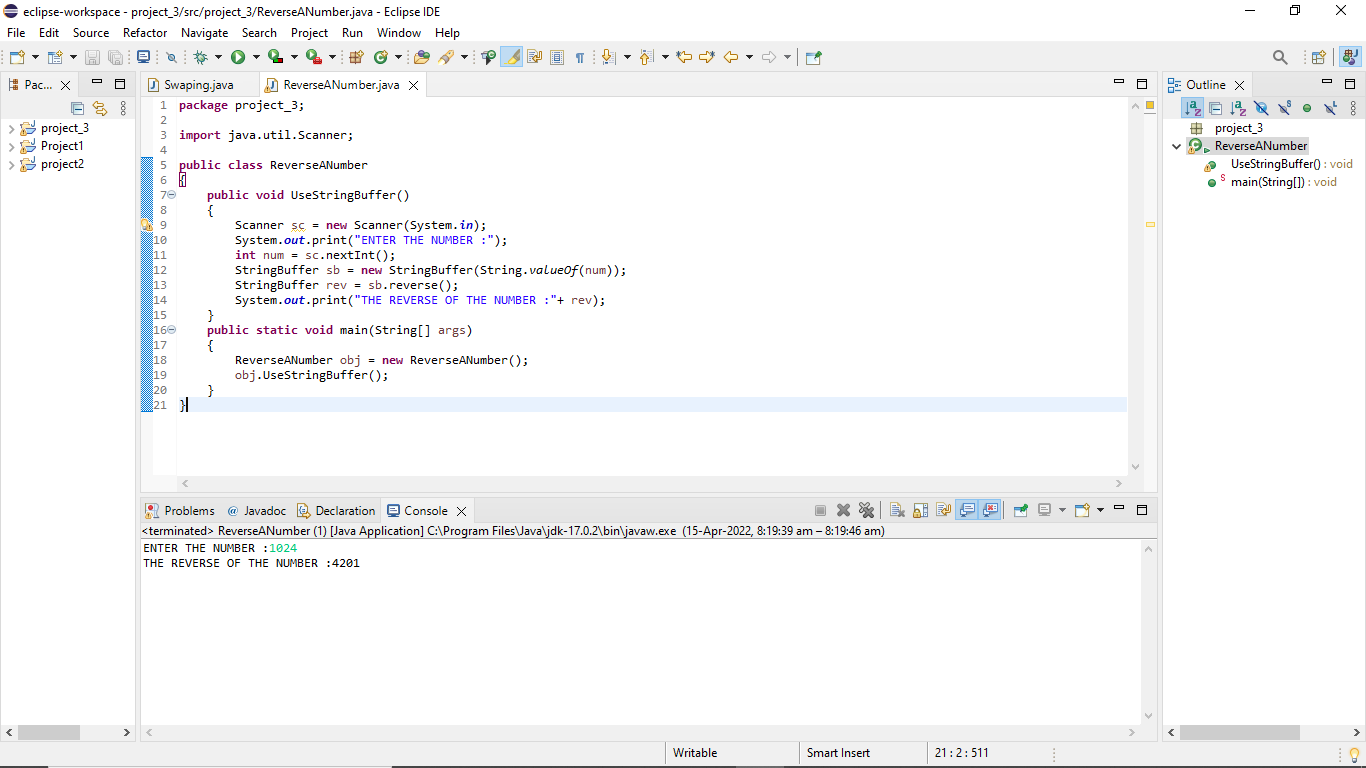 eclipse-workspace - project_3/src/project_3/ReverseANumber.java - Eclipse IDE
File Edit Source Refactor Navigate Search Project Run Window Help
Pac...
project_3
Project1
project2
Swaping.java ReverseANumber.java
1 package project_3;
2
3 import java.util.Scanner;
4
5 public class ReverseANumber
6 {
7 public void UseStringBuffer()
8 {
9 Scanner sc = new Scanner(System.in);
10 System.out.print("ENTER THE NUMBER :");
11 int num = sc.nextInt();
12 StringBuffer sb = new StringBuffer(String.valueOf(num));
13 StringBuffer rev = sb.reverse();
14 System.out.print("THE REVERSE OF THE NUMBER :"+ rev);
15 }
16 public static void main(String[] args)
17 {
18 ReverseANumber obj = new ReverseANumber();
19 obj.UseStringBuffer();
20 }
21 }
Outline
project_3
ReverseANumber
UseStringBuffer() : void
main(String[]) : void
Problems @ Javadoc Declaration Console
<terminated> ReverseANumber (1) [Java Application] C:\Program Files\Java\jdk-17.0.2\bin\javaw.exe (15-Apr-2022, 8:19:39 am – 8:19:46 am)
ENTER THE NUMBER :1024
THE REVERSE OF THE NUMBER :4201
Writable Smart Insert 21 : 2 : 511